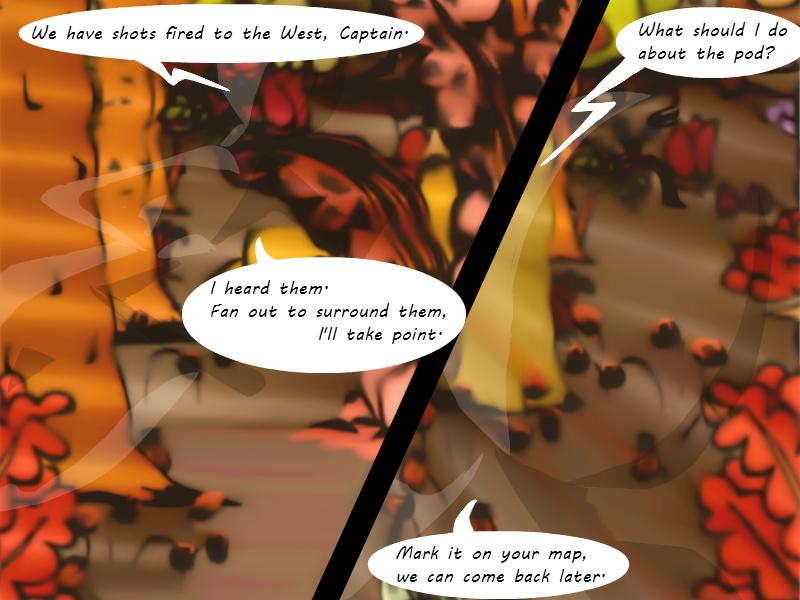 We have shots fired to the West, Captain.
I heard them.
Fan out to surround them,
I'll take point.
What should I do
about the pod?
Mark it on your map,
we can come back later.